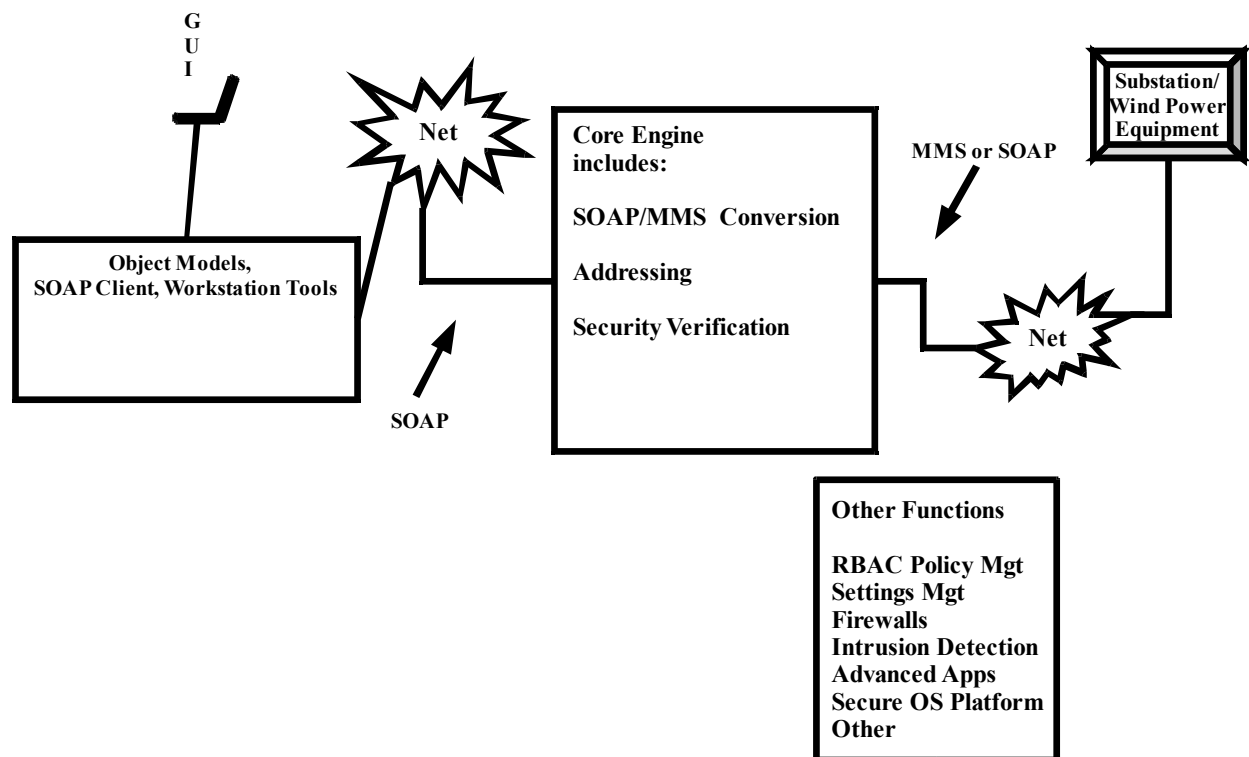 G
U
I
Net
Substation/
Wind Power
Equipment
Core Engine
includes:
SOAP/MMS  Conversion
Addressing
Security Verification
MMS or SOAP
Object Models,
SOAP Client, Workstation Tools
SOAP
Net
Other Functions
RBAC Policy Mgt
Settings Mgt
Firewalls
Intrusion Detection
Advanced Apps
Secure OS Platform
Other